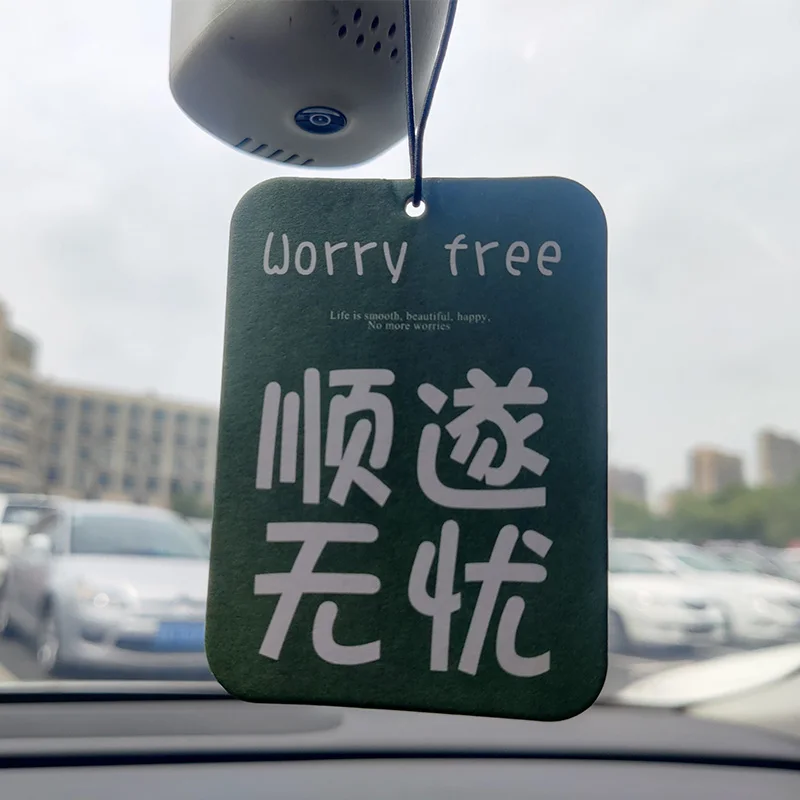 Worry free
Life is smooth, beautiful, happy,
No more worries
顺遂
无忧